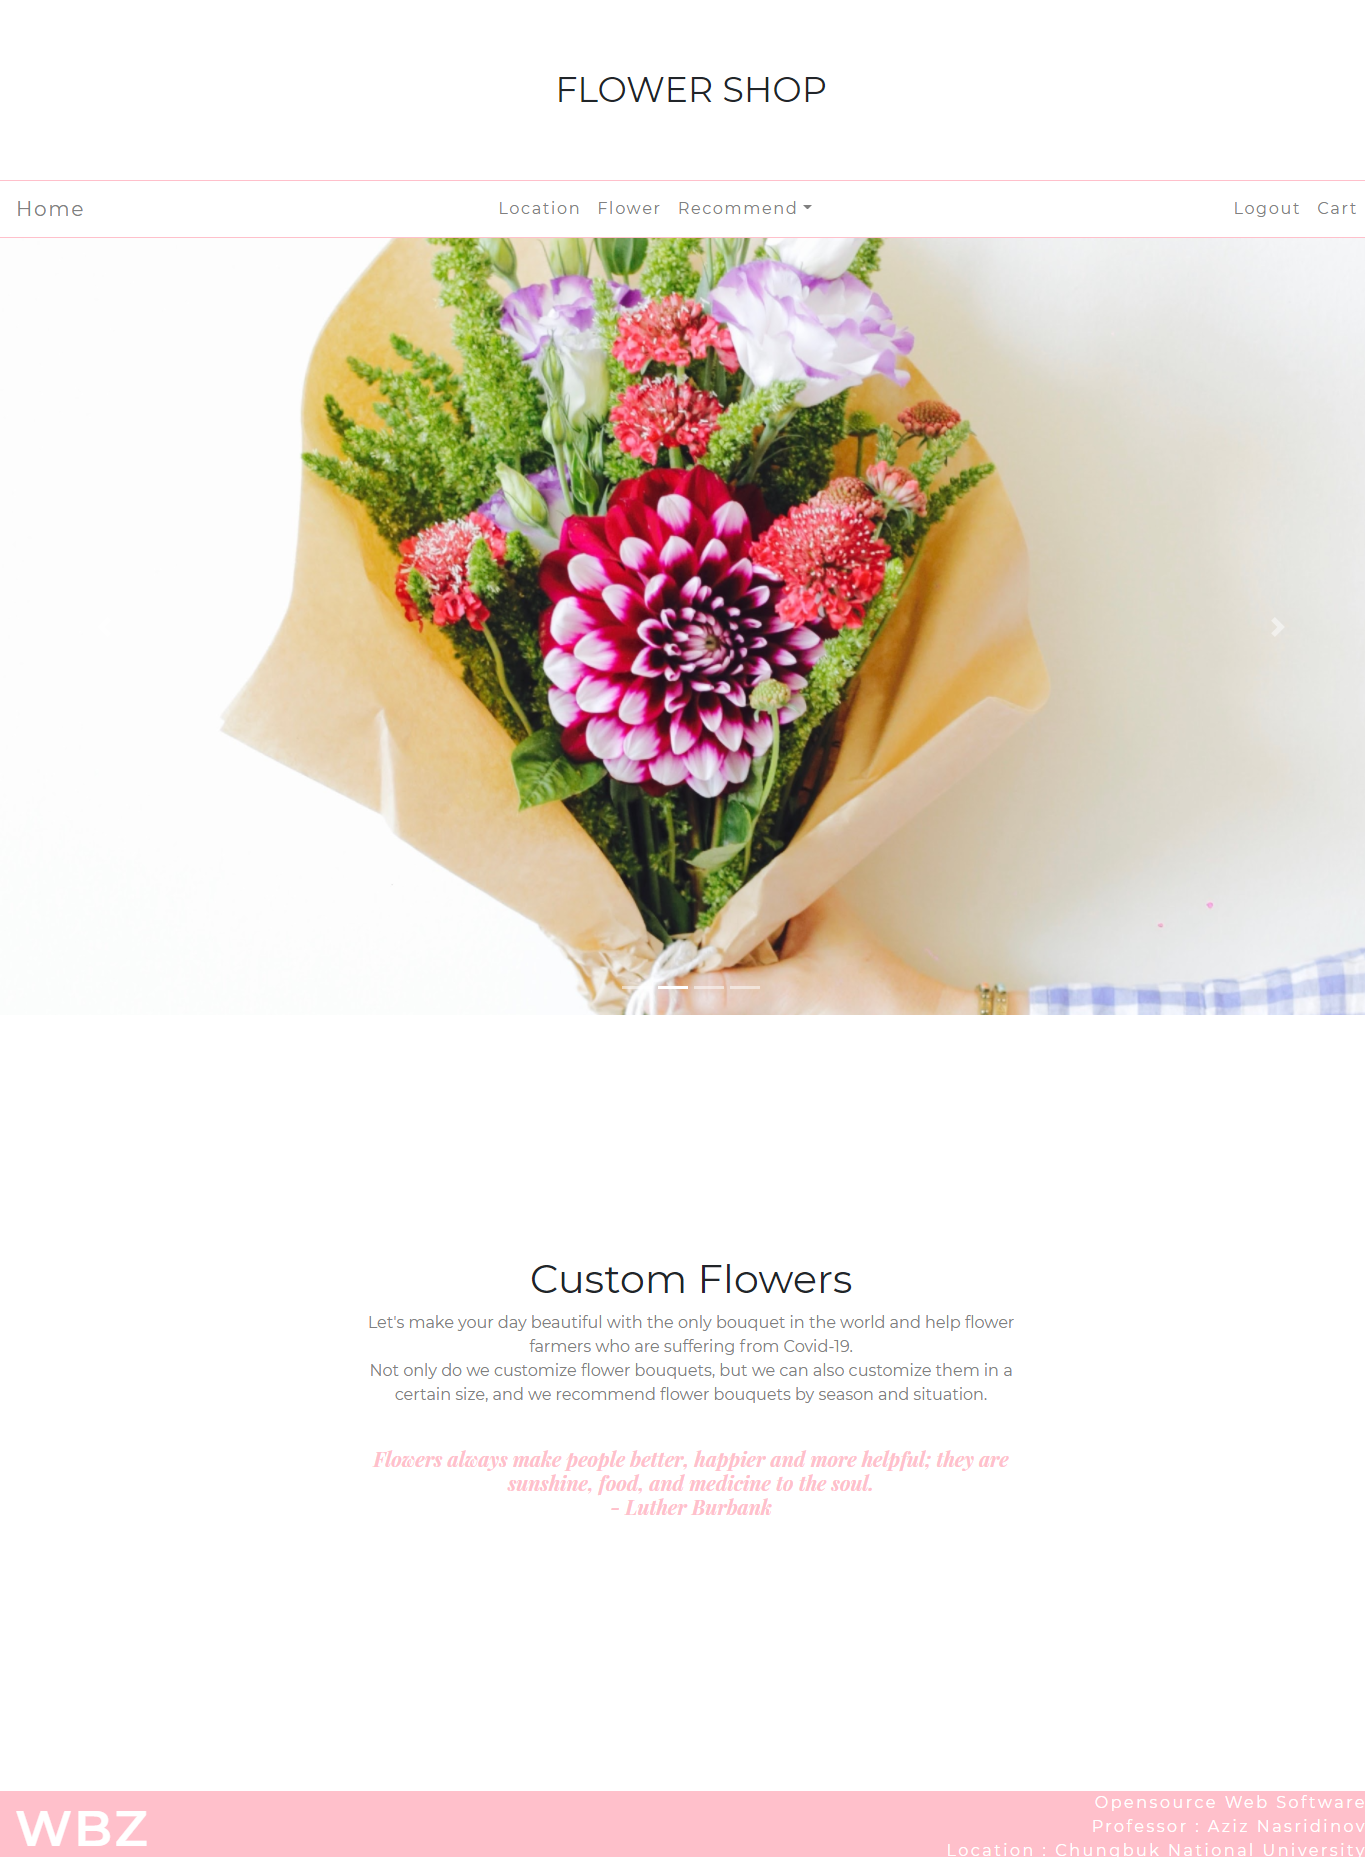 FLOWER SHOP
Home
Location Flower Recommend
Logout Cart
Custom Flowers
Let's make your day beautiful with the only bouquet in the world and help flower
farmers who are suffering from Covid-19.
Not only do we customize flower bouquets, but we can also customize them in a
certain size, and we recommend flower bouquets by season and situation.
Flowers always make people better, happier and more helpful; they are
sunshine, food, and medicine to the soul.
- Luther Burbank
WBZ
Opensource Web Software
Professor : Aziz Nasridinov
Location : Chungbuk National University